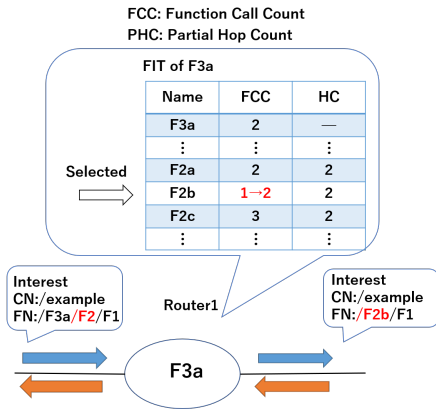 FCC: Function Call Count
PHC: Partial Hop Count
FIT of F3a
Name FCC HC
F3a 2 —
⋮ ⋮ ⋮
Selected
F2a 2 2
F2b 1→2 2
F2c 3 2
⋮ ⋮ ⋮
Interest
CN:/example
FN:/F3a/F2/F1
Router1
Interest
CN:/example
FN:/F2b/F1
F3a